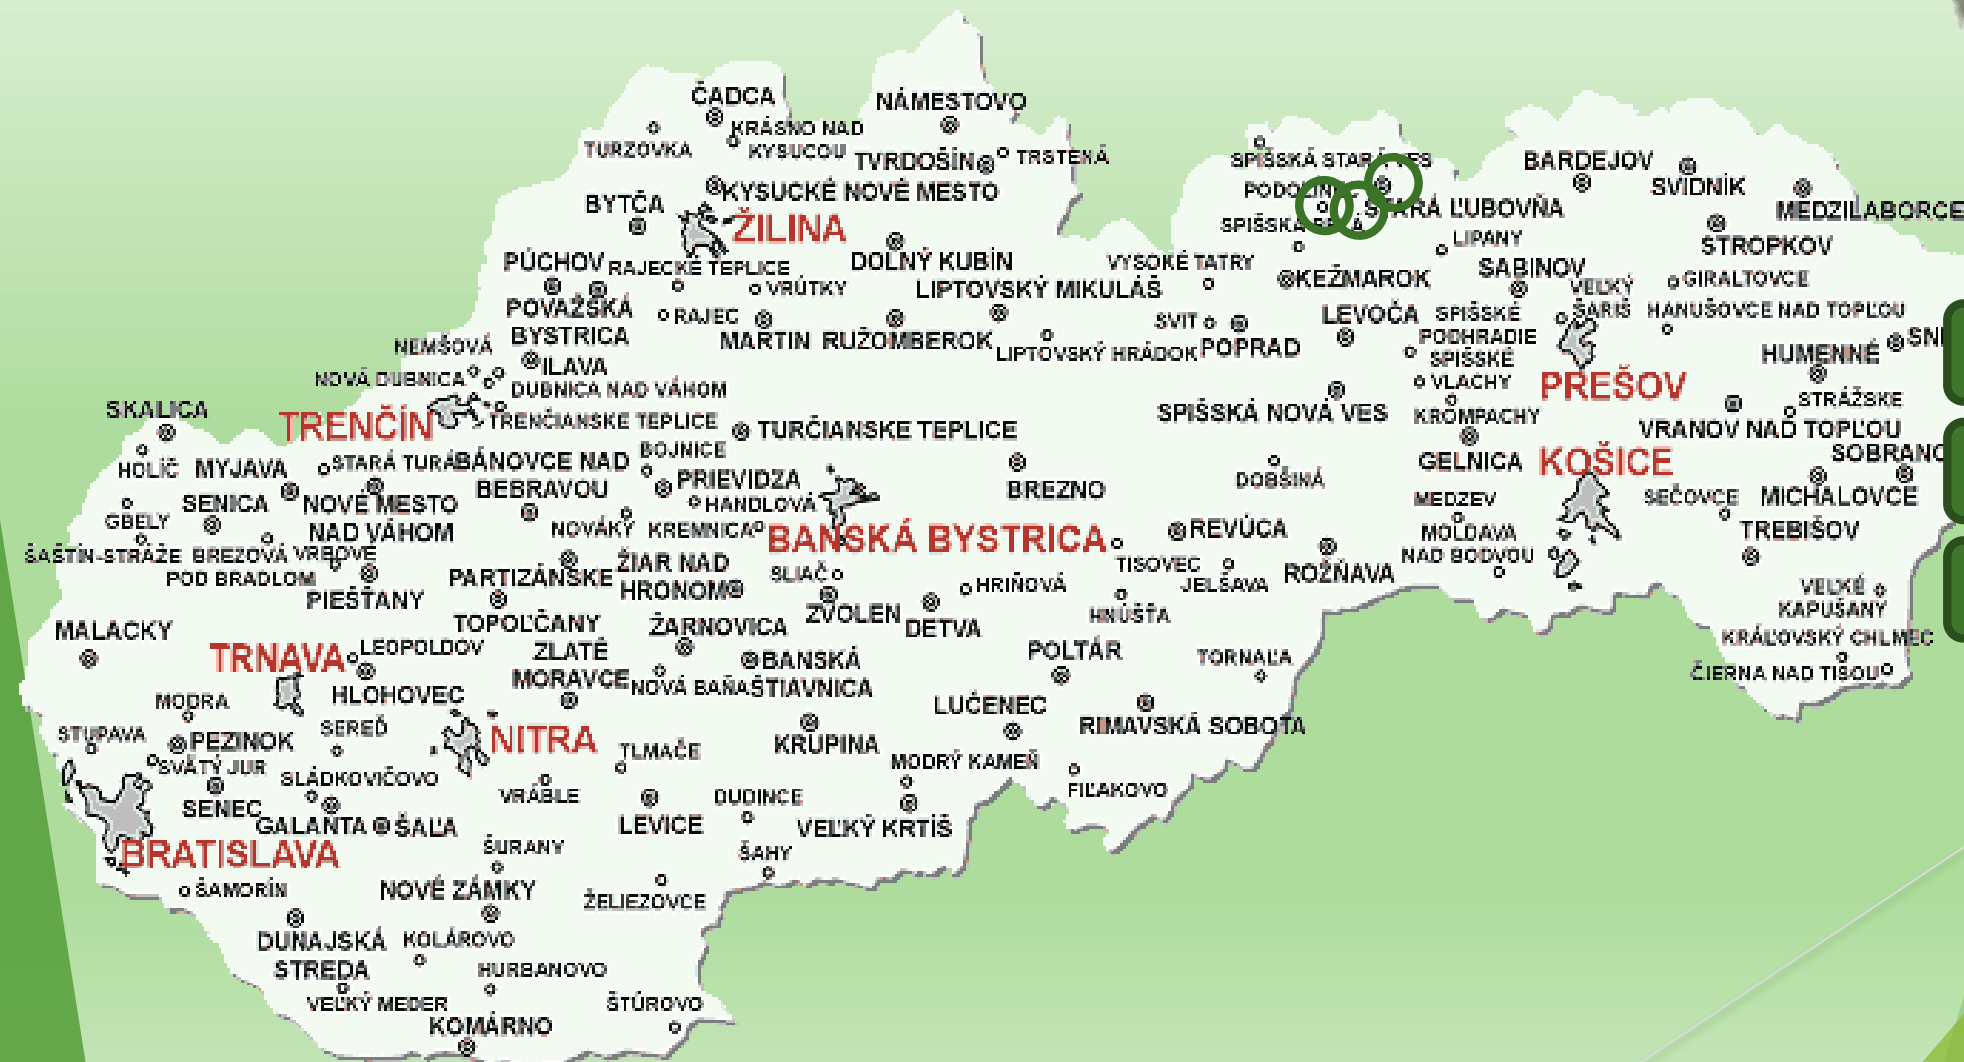 ČADCA
NÁMESTOVO
KRÁSNO NAD
KYSUCOU
TURZOVKA
TVRDOŠÍN
TRSTENÁ
SPIŠSKÁ STARÁ VES
BARDEJOV
SVIDNÍK
KYSUCKÉ NOVÉ MESTO
BYTČA
STARÁ ĽUBOVŇA
MEDZILABORCE
ŽILINA
SPIŠSKÁ
LIPANY
STROPKOV
PÚCHOV
RAJECKÉ TEPLICE
DOLNÝ KUBÍN
VYSOKÉ TATRY
SABINOV
KEŽMAROK
GIRALTOVCE
VRÚTKY
LIPTOVSKÝ MIKULÁŠ
VEĽKÝ
ŠARIŠ
POVAŽSKÁ
BYSTRICA
RAJEC
LEVOČA
SPIŠSKÉ
PODHRADIE
HANUŠOVCE NAD TOPĽOU
SVIT
MARTIN
RUŽOMBEROK
LIPTOVSKÝ HRÁDOK
POPRAD
NEMŠOVÁ
SPIŠSKÉ
VLACHY
HUMENNÉ
ILAVA
NOVÁ DUBNICA
DUBNICA NAD VÁHOM
PREŠOV
STRÁŽSKE
SKALICA
TRENČÍN
TRENČIANSKE TEPLICE
TURČIANSKE TEPLICE
SPIŠSKÁ NOVÁ VES
KROMPACHY
VRANOV NAD TOPĽOU
BOJNICE
HOLÍČ
MYJAVA
STARÁ TURÁ
BÁNOVCE NAD
BEBRAVOU
GELNICA
KOŠICE
PRIEVIDZA
DOBŠINÁ
BREZNO
SENICA
NOVÉ MESTO
NAD VÁHOM
HANDLOVÁ
MEDZEV
SEČOVCE
MICHALOVCE
GBELY
NOVÁKY
KREMNICA
BANSKÁ BYSTRICA
REVÚCA
MOLDAVA
NAD BODVOU
TREBIŠOV
ŠAŠTÍN-STRÁŽE
BREZOVÁ
POD BRADLOM
VRBOVÉ
ŽIAR NAD
HRONOM
TISOVEC
PARTIZÁNSKE
SLIAČ
HRIŇOVÁ
JELŠAVA
ROŽŇAVA
PIEŠŤANY
VEĽKÉ
KAPUŠANY
ZVOLEN
HNÚŠŤA
MALACKY
TOPOĽČANY
ŽARNOVICA
DETVA
KRÁĽOVSKÝ CHLMEC
TRNAVA
LEOPOLDOV
ZLATÉ
MORAVCE
BANSKÁ
ŠTIAVNICA
POLTÁR
TORNAĽA
ČIERNA NAD TISOU
HLOHOVEC
NOVÁ BAŇA
MODRA
LUČENEC
STUPAVA
SEREĎ
RIMAVSKÁ SOBOTA
PEZINOK
NITRA
KRUPINA
TLMAČE
MODRÝ KAMEŇ
SVÄTÝ JUR
SLÁDKOVIČOVO
FIĽAKOVO
SENEC
VRÁBLE
DUDINCE
GALANTA
ŠAĽA
LEVICE
VEĽKÝ KRTÍŠ
BRATISLAVA
ŠURANY
ŠAHY
ŠAMORÍN
NOVÉ ZÁMKY
ŽELIEZOVCE
DUNAJSKÁ
STREDA
KOLÁROVO
HURBANOVO
VEĽKÝ MEDER
ŠTÚROVO
KOMÁRNO